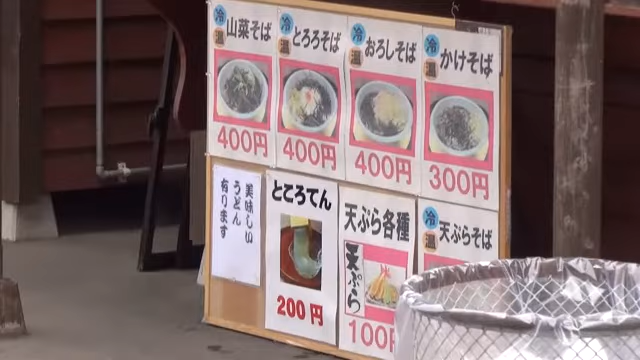 冷
温
山菜そば
400円
冷
温
とろろそば
400円
冷
温
おろしそば
400円
冷
温
かけそば
300円
美味しい
うどん
有ります
ところてん
200円
天ぷら各種
天ぷら
100円
冷
温
天ぷらそば